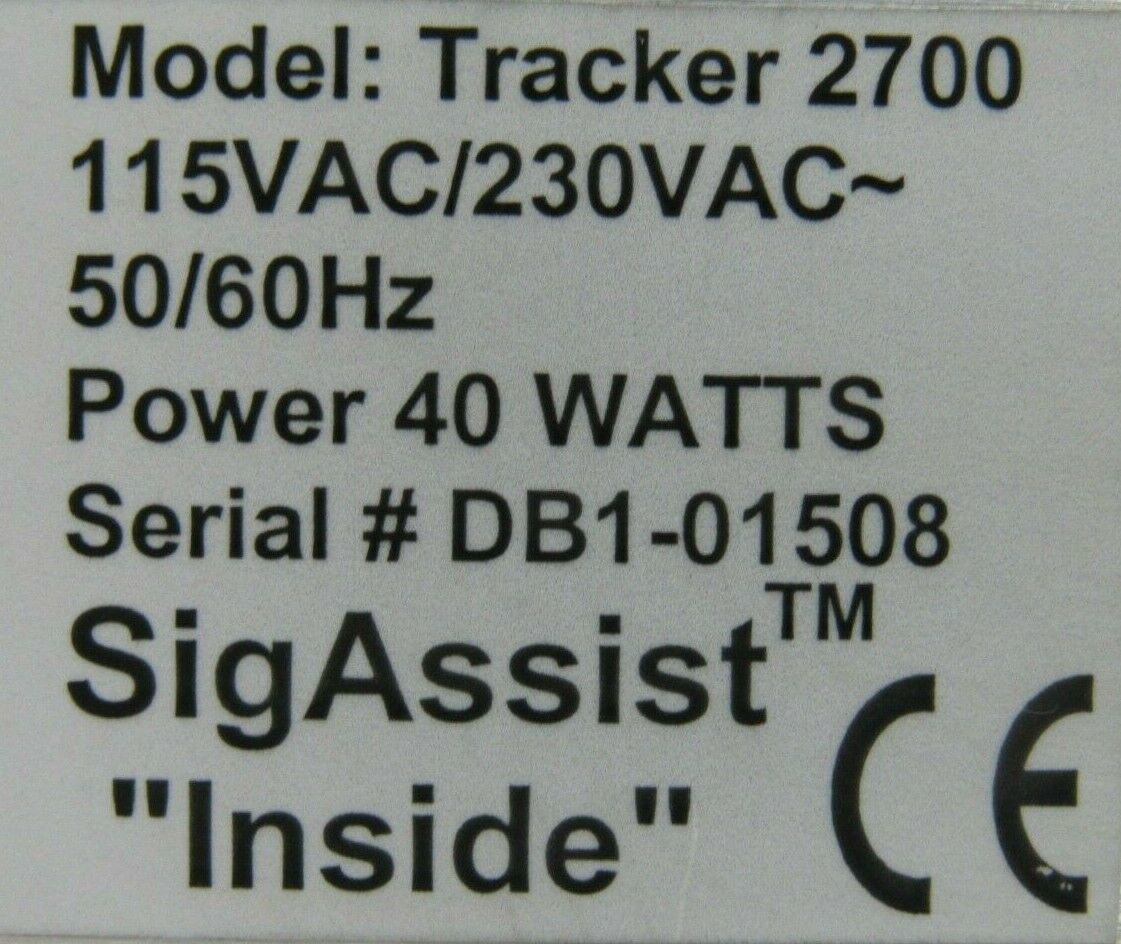 Model: Tracker 2700
115VAC/230VAC~
50/60Hz
Power 40 WATTS
Serial # DB1-01508
SigAssist™
"Inside"
CE